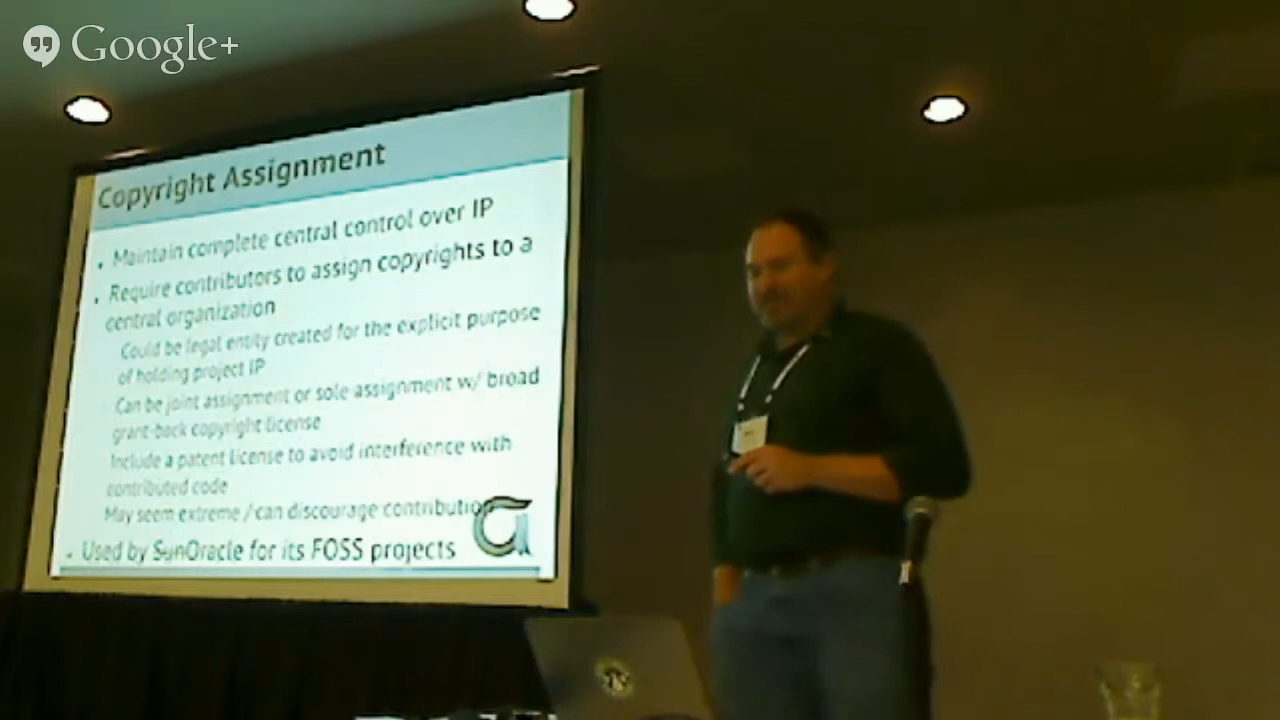 Google+
Copyright Assignment
• Maintain complete central control over IP
• Require contributors to assign copyrights to a
central organization
Could be legal entity created for the explicit purpose
of holding project IP
Can be joint assignment or sole assignment w/ broad
grant-back copyright license
Include a patent license to avoid interference with
contributed code
May seem extreme / can discourage contribution
• Used by SunOracle for its FOSS projects